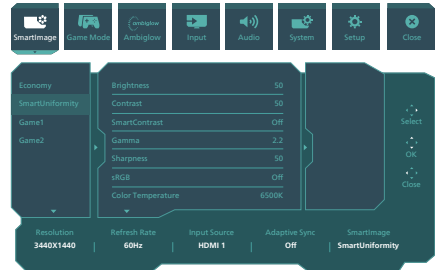 SmartImage
Game Mode
ambiglow
Ambiglow
Input
Audio
System
Setup
Close
Economy
SmartUniformity
Game1
Game2
Brightness 50
Contrast 50
SmartContrast Off
Gamma 2.2
Sharpness 50
sRGB Off
Color Temperature 6500K
Select
OK
Close
Resolution Refresh Rate Input Source Adaptive Sync SmartImage
3440X1440 | 60Hz | HDMI 1 | Off | SmartUniformity